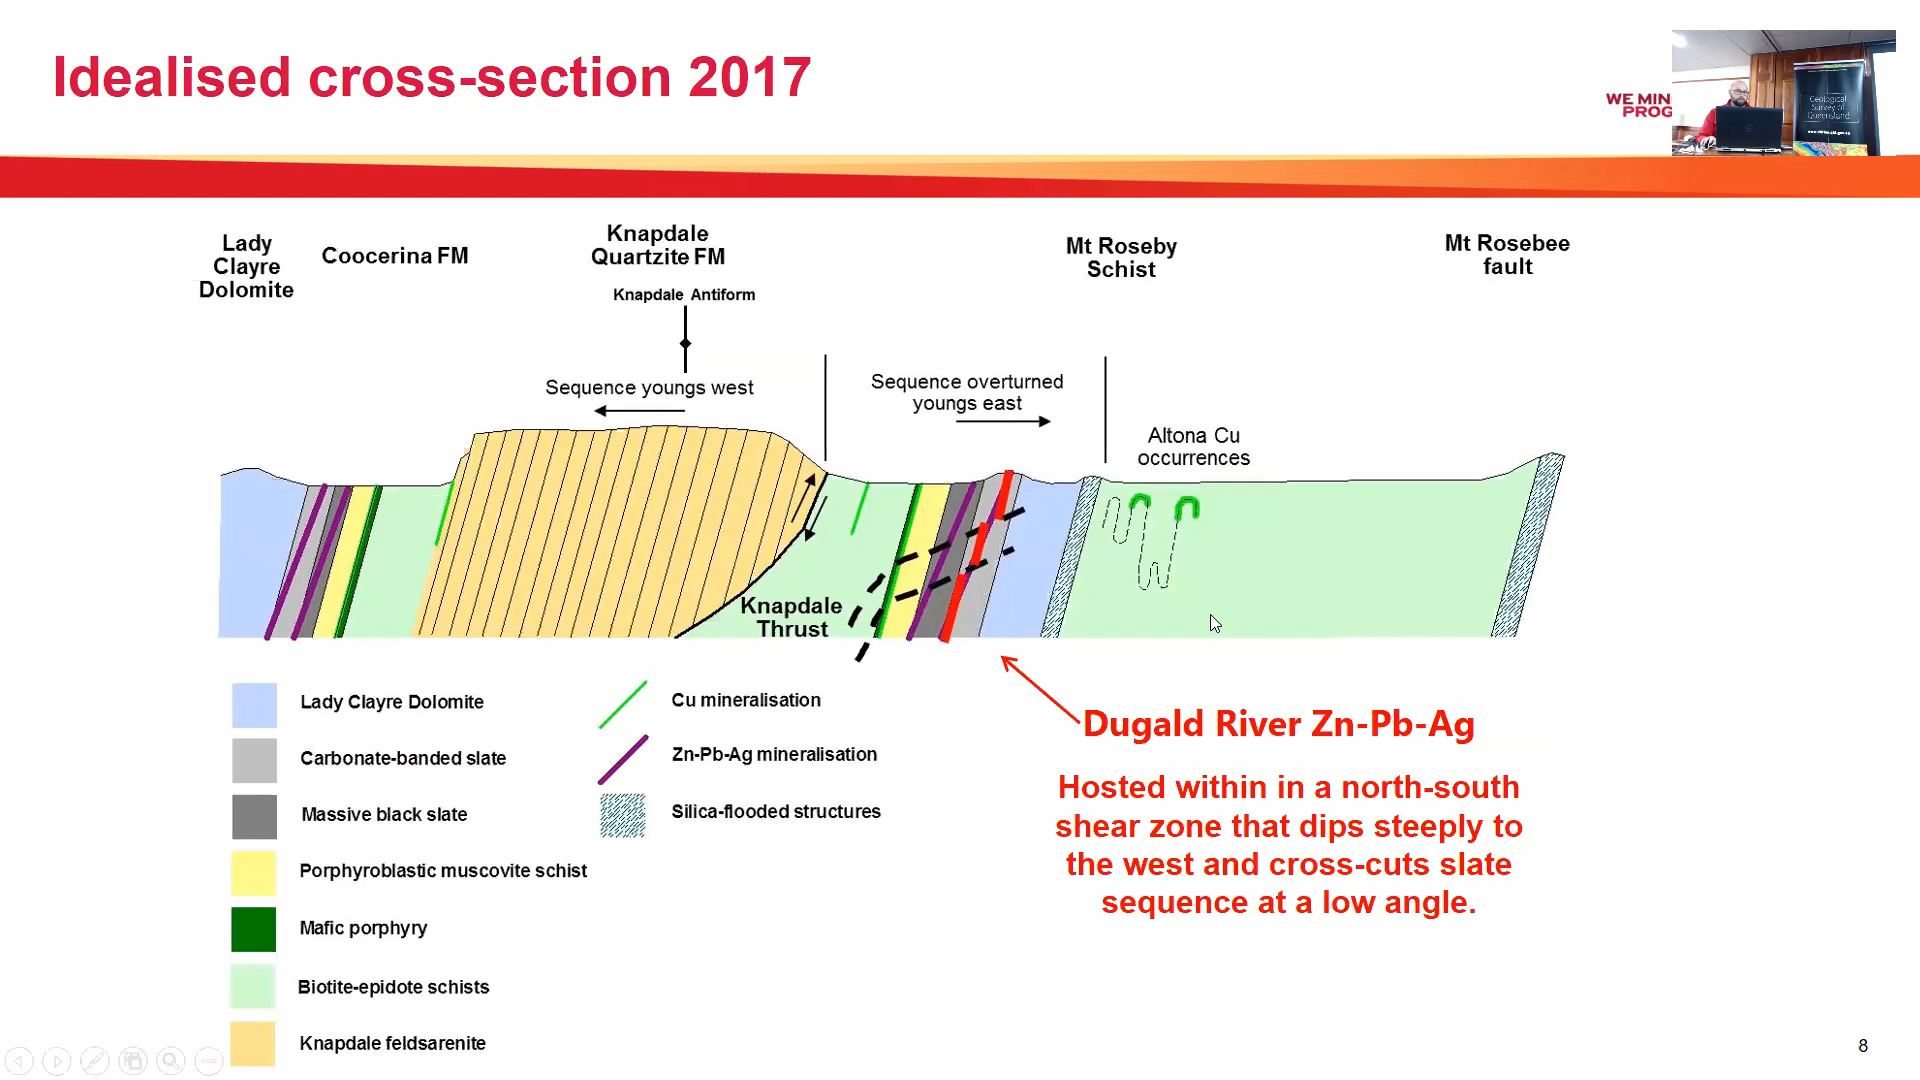 Idealised cross-section 2017
WE MIN
PROG
Geological
Survey of
Queensland
Lady
Clayre
Dolomite
Coocerina FM
Knapdale
Quartzite FM
Knapdale Antiform
Mt Roseby
Schist
Mt Rosebee
fault
Sequence youngs west
Sequence overturned
youngs east
Altona Cu
occurrences
Knapdale
Thrust
Lady Clayre Dolomite
Carbonate-banded slate
Massive black slate
Porphyroblastic muscovite schist
Mafic porphyry
Biotite-epidote schists
Knapdale feldsarenite
Cu mineralisation
Zn-Pb-Ag mineralisation
Silica-flooded structures
Dugald River Zn-Pb-Ag
Hosted within in a north-south
shear zone that dips steeply to
the west and cross-cuts slate
sequence at a low angle.
8